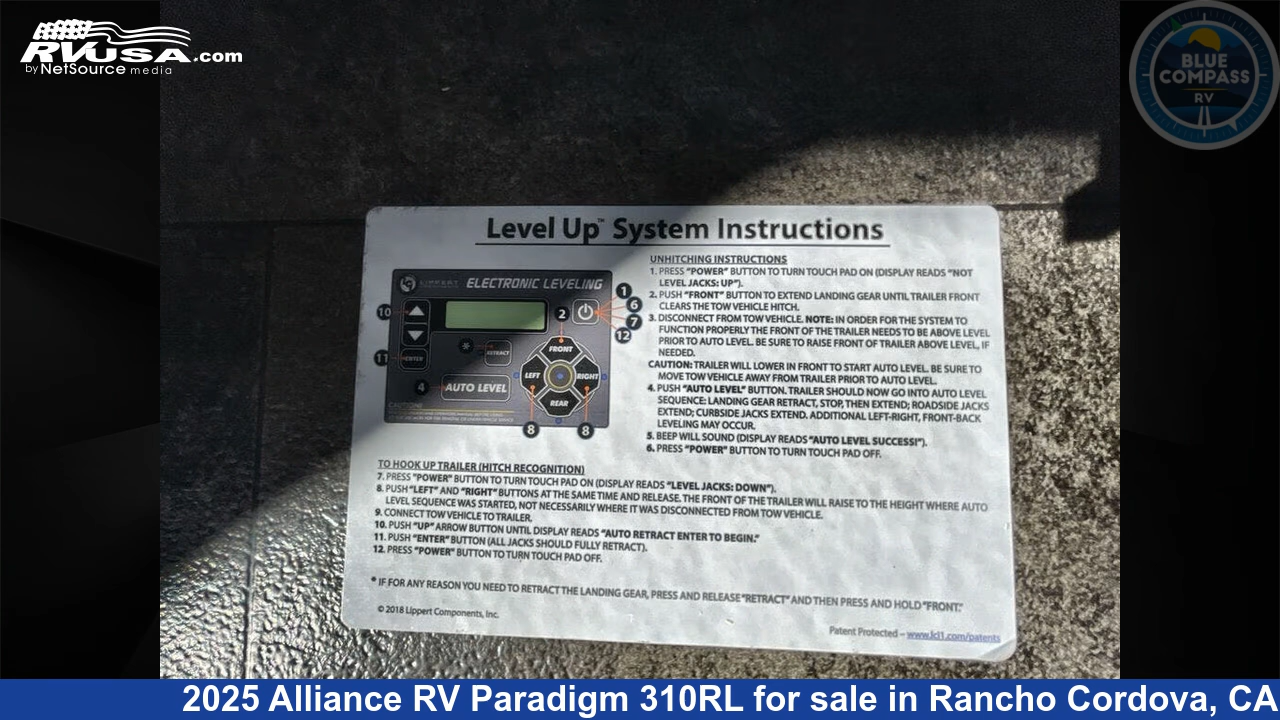 RVUSA.com
by NetSource media
BLUE
COMPASS
RV
Level Up™ System Instructions
LIPPERT
ELECTRONIC LEVELING
ENTER
RETRACT
AUTO LEVEL
FRONT
LEFT
RIGHT
REAR
1
6
7
12
2
10
11
*
4
8
8
UNHITCHING INSTRUCTIONS
1. PRESS "POWER" BUTTON TO TURN TOUCH PAD ON (DISPLAY READS "NOT
LEVEL JACKS: UP").
2. PUSH "FRONT" BUTTON TO EXTEND LANDING GEAR UNTIL TRAILER FRONT
CLEARS THE TOW VEHICLE HITCH.
3. DISCONNECT FROM TOW VEHICLE. NOTE: IN ORDER FOR THE SYSTEM TO
FUNCTION PROPERLY THE FRONT OF THE TRAILER NEEDS TO BE ABOVE LEVEL
PRIOR TO AUTO LEVEL. BE SURE TO RAISE FRONT OF TRAILER ABOVE LEVEL, IF
NEEDED.
CAUTION: TRAILER WILL LOWER IN FRONT TO START AUTO LEVEL. BE SURE TO
MOVE TOW VEHICLE AWAY FROM TRAILER PRIOR TO AUTO LEVEL.
4. PUSH "AUTO LEVEL" BUTTON. TRAILER SHOULD NOW GO INTO AUTO LEVEL
SEQUENCE: LANDING GEAR RETRACT, STOP, THEN EXTEND; ROADSIDE JACKS
EXTEND; CURBSIDE JACKS EXTEND. ADDITIONAL LEFT-RIGHT, FRONT-BACK
LEVELING MAY OCCUR.
5. BEEP WILL SOUND (DISPLAY READS "AUTO LEVEL SUCCESS!").
6. PRESS "POWER" BUTTON TO TURN TOUCH PAD OFF.
TO HOOK UP TRAILER (HITCH RECOGNITION)
7. PRESS "POWER" BUTTON TO TURN TOUCH PAD ON (DISPLAY READS "LEVEL JACKS: DOWN").
8. PUSH "LEFT" AND "RIGHT" BUTTONS AT THE SAME TIME AND RELEASE. THE FRONT OF THE TRAILER WILL RAISE TO THE HEIGHT WHERE AUTO
LEVEL SEQUENCE WAS STARTED, NOT NECESSARILY WHERE IT WAS DISCONNECTED FROM TOW VEHICLE.
9. CONNECT TOW VEHICLE TO TRAILER.
10. PUSH "UP" ARROW BUTTON UNTIL DISPLAY READS "AUTO RETRACT ENTER TO BEGIN."
11. PUSH "ENTER" BUTTON (ALL JACKS SHOULD FULLY RETRACT).
12. PRESS "POWER" BUTTON TO TURN TOUCH PAD OFF.
* IF FOR ANY REASON YOU NEED TO RETRACT THE LANDING GEAR, PRESS AND RELEASE "RETRACT" AND THEN PRESS AND HOLD "FRONT."
© 2018 Lippert Components, Inc.
Patent Protected – www.lci1.com/patents
2025 Alliance RV Paradigm 310RL for sale in Rancho Cordova, CA